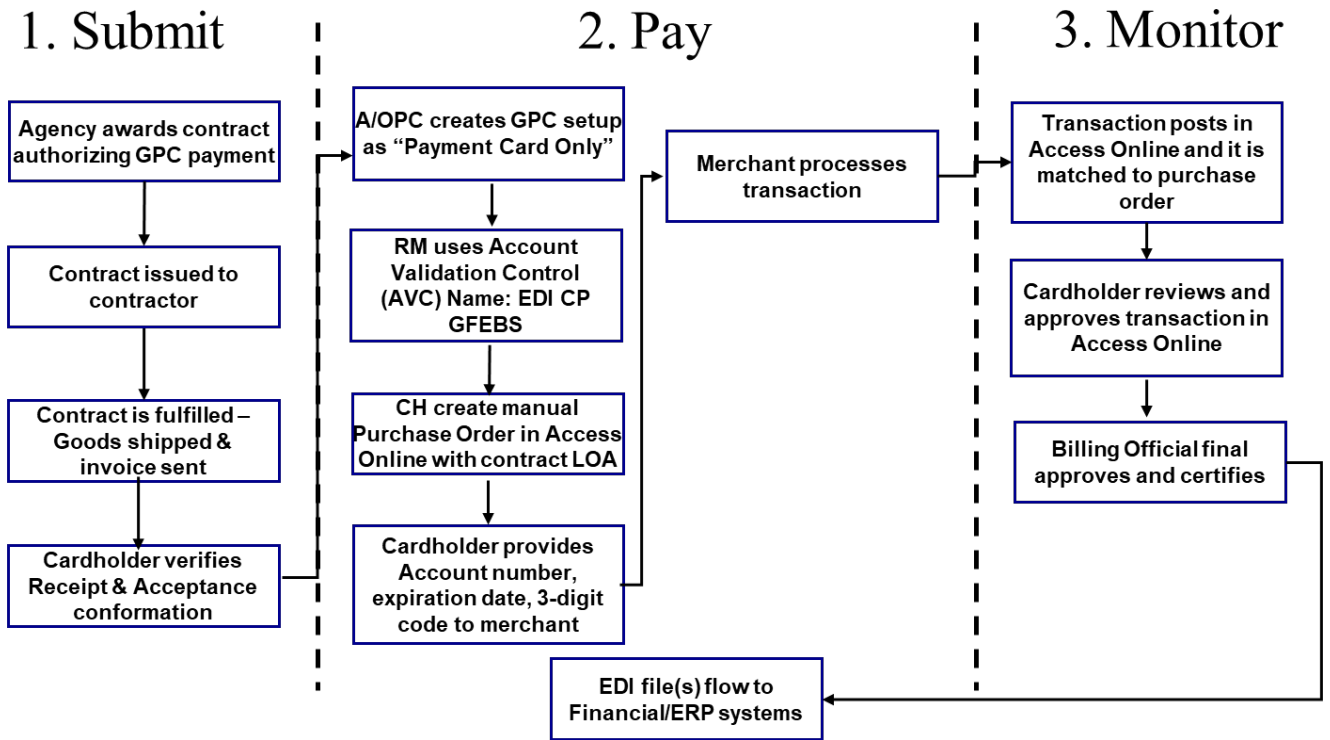 1. Submit
2. Pay
3. Monitor
Agency awards contract
authorizing GPC payment
Contract issued to
contractor
Contract is fulfilled –
Goods shipped &
invoice sent
Cardholder verifies
Receipt & Acceptance
conformation
A/OPC creates GPC setup
as “Payment Card Only”
RM uses Account
Validation Control
(AVC) Name: EDI CP
GFEBS
CH create manual
Purchase Order in Access
Online with contract LOA
Cardholder provides
Account number,
expiration date, 3-digit
code to merchant
Merchant processes
transaction
Transaction posts in
Access Online and it is
matched to purchase
order
Cardholder reviews and
approves transaction in
Access Online
Billing Official final
approves and certifies
EDI file(s) flow to
Financial/ERP systems